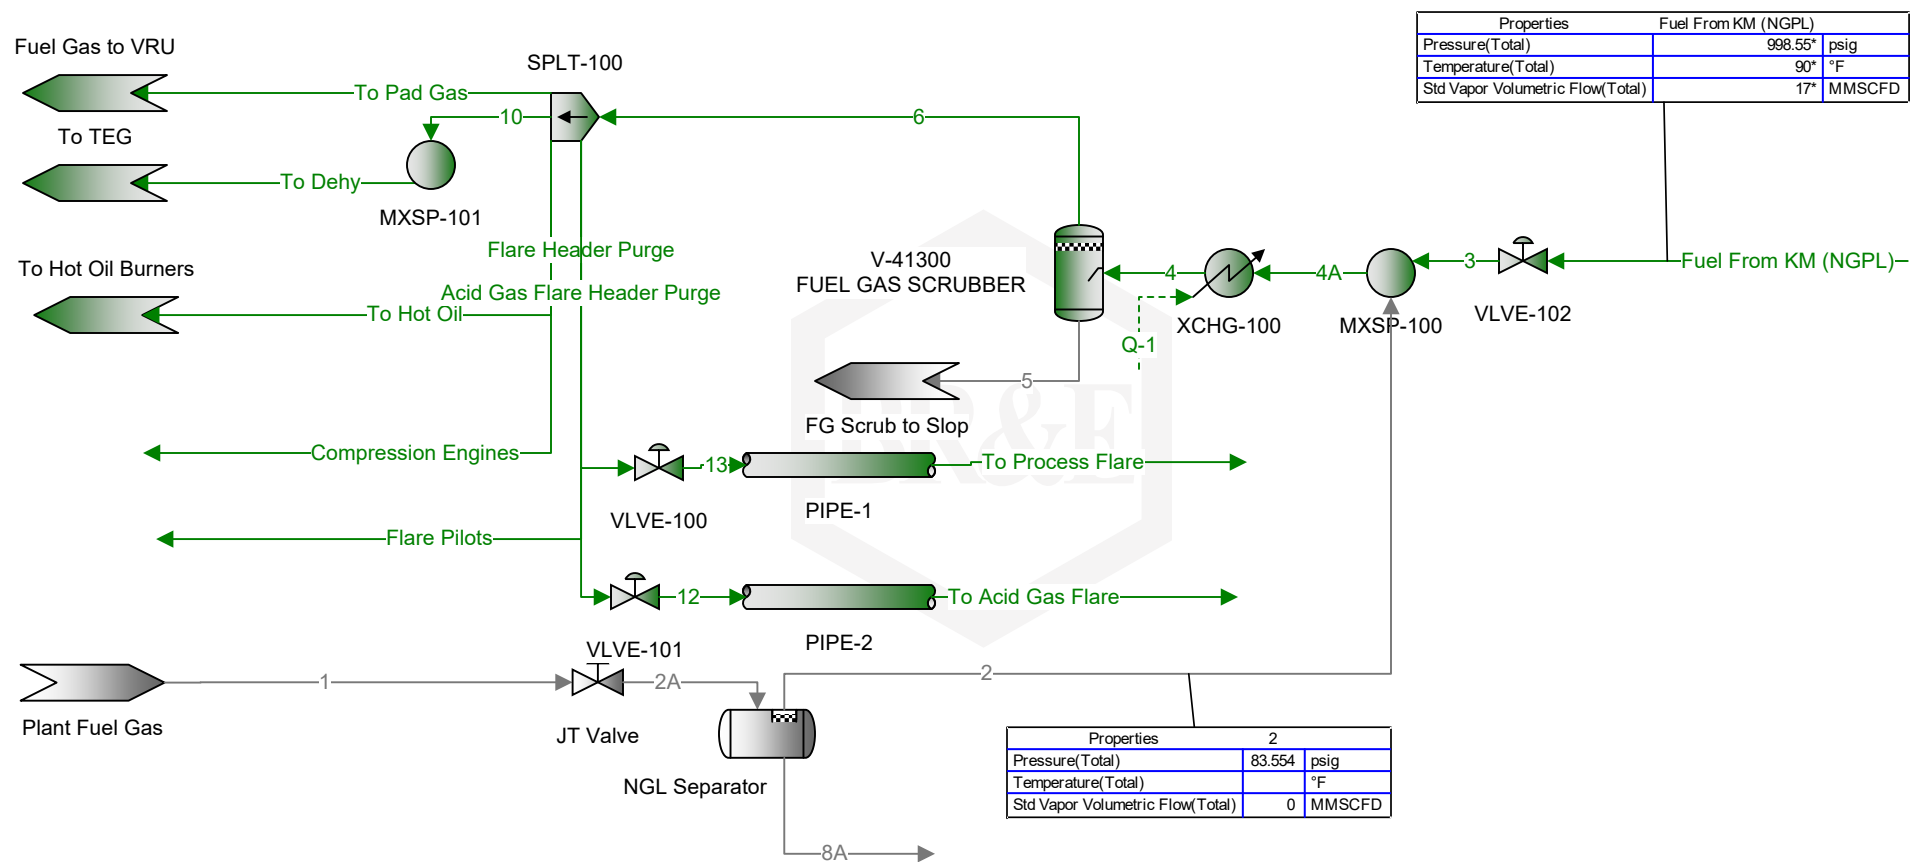 Properties Fuel From KM (NGPL)
Pressure(Total) 998.55* psig
Temperature(Total) 90* °F
Std Vapor Volumetric Flow(Total) 17* MMSCFD
Fuel Gas to VRU
SPLT-100
To Pad Gas
10
6
To TEG
To Dehy
MXSP-101
Flare Header Purge
V-41300
FUEL GAS SCRUBBER
4
4A
3
Fuel From KM (NGPL)
To Hot Oil Burners
Acid Gas Flare Header Purge
To Hot Oil
XCHG-100
MXSP-100
VLVE-102
Q-1
5
BR&E
FG Scrub to Slop
Compression Engines
13
To Process Flare
VLVE-100
PIPE-1
Flare Pilots
12
To Acid Gas Flare
VLVE-101
PIPE-2
1
2A
2
Plant Fuel Gas
JT Valve
NGL Separator
Properties 2
Pressure(Total) 83.554 psig
Temperature(Total) °F
Std Vapor Volumetric Flow(Total) 0 MMSCFD
8A